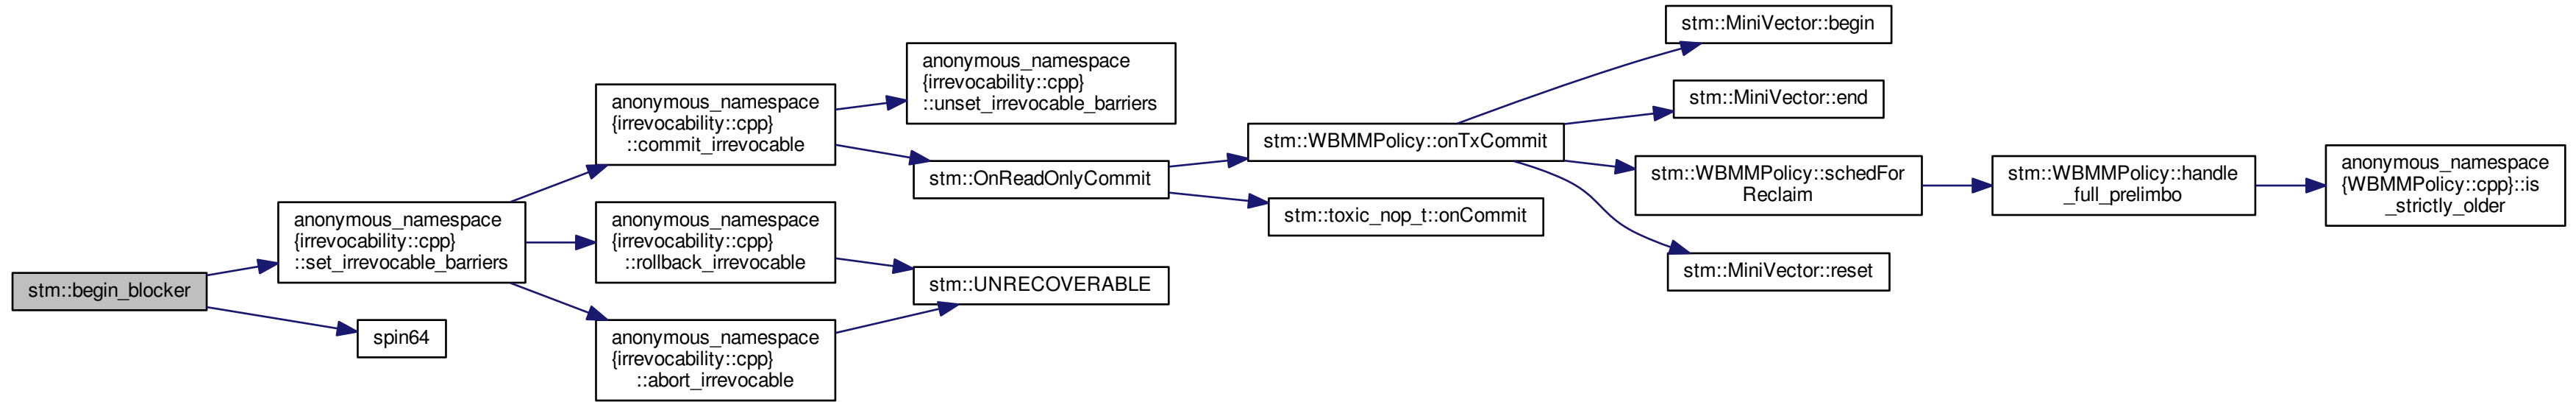 stm::begin_blocker
anonymous_namespace
{irrevocability::cpp}
::set_irrevocable_barriers
spin64
anonymous_namespace
{irrevocability::cpp}
::commit_irrevocable
anonymous_namespace
{irrevocability::cpp}
::rollback_irrevocable
anonymous_namespace
{irrevocability::cpp}
::abort_irrevocable
anonymous_namespace
{irrevocability::cpp}
::unset_irrevocable_barriers
stm::OnReadOnlyCommit
stm::UNRECOVERABLE
stm::WBMMPolicy::onTxCommit
stm::toxic_nop_t::onCommit
stm::MiniVector::begin
stm::MiniVector::end
stm::WBMMPolicy::schedFor
Reclaim
stm::MiniVector::reset
stm::WBMMPolicy::handle
_full_prelimbo
anonymous_namespace
{WBMMPolicy::cpp}::is
_strictly_older